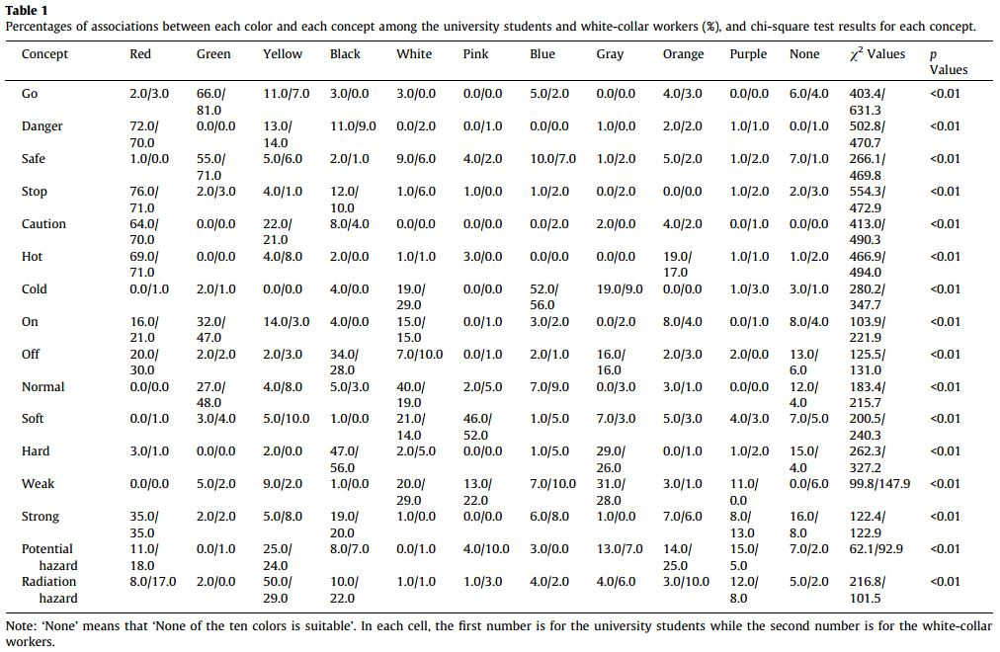 Table 1
Percentages of associations between each color and each concept among the university students and white-collar workers (%), and chi-square test results for each concept.
Concept Red Green Yellow Black White Pink Blue Gray Orange Purple None χ² Values p
Values
Go 2.0/3.0 66.0/ 11.0/7.0 3.0/0.0 3.0/0.0 0.0/0.0 5.0/2.0 0.0/0.0 4.0/3.0 0.0/0.0 6.0/4.0 403.4/ <0.01
81.0 631.3
Danger 72.0/ 0.0/0.0 13.0/ 11.0/9.0 0.0/2.0 0.0/1.0 0.0/0.0 1.0/0.0 2.0/2.0 1.0/1.0 0.0/1.0 502.8/ <0.01
70.0 14.0 470.7
Safe 1.0/0.0 55.0/ 5.0/6.0 2.0/1.0 9.0/6.0 4.0/2.0 10.0/7.0 1.0/2.0 5.0/2.0 1.0/2.0 7.0/1.0 266.1/ <0.01
71.0 469.8
Stop 76.0/ 2.0/3.0 4.0/1.0 12.0/ 1.0/6.0 1.0/0.0 1.0/2.0 0.0/2.0 0.0/0.0 1.0/2.0 2.0/3.0 554.3/ <0.01
71.0 10.0 472.9
Caution 64.0/ 0.0/0.0 22.0/ 8.0/4.0 0.0/0.0 0.0/0.0 0.0/2.0 2.0/0.0 4.0/2.0 0.0/1.0 0.0/0.0 413.0/ <0.01
70.0 21.0 490.3
Hot 69.0/ 0.0/0.0 4.0/8.0 2.0/0.0 1.0/1.0 3.0/0.0 0.0/0.0 0.0/0.0 19.0/ 1.0/1.0 1.0/2.0 466.9/ <0.01
71.0 17.0 494.0
Cold 0.0/1.0 2.0/1.0 0.0/0.0 4.0/0.0 19.0/ 0.0/0.0 52.0/ 19.0/9.0 0.0/0.0 1.0/3.0 3.0/1.0 280.2/ <0.01
29.0 56.0 347.7
On 16.0/ 32.0/ 14.0/3.0 4.0/0.0 15.0/ 0.0/1.0 3.0/2.0 0.0/2.0 8.0/4.0 0.0/1.0 8.0/4.0 103.9/ <0.01
21.0 47.0 15.0 221.9
Off 20.0/ 2.0/2.0 2.0/3.0 34.0/ 7.0/10.0 0.0/1.0 2.0/1.0 16.0/ 2.0/3.0 2.0/0.0 13.0/ 125.5/ <0.01
30.0 28.0 16.0 6.0 131.0
Normal 0.0/0.0 27.0/ 4.0/8.0 5.0/3.0 40.0/ 2.0/5.0 7.0/9.0 0.0/3.0 3.0/1.0 0.0/0.0 12.0/ 183.4/ <0.01
48.0 19.0 4.0 215.7
Soft 0.0/1.0 3.0/4.0 5.0/10.0 1.0/0.0 21.0/ 46.0/ 1.0/5.0 7.0/3.0 5.0/3.0 4.0/3.0 7.0/5.0 200.5/ <0.01
14.0 52.0 240.3
Hard 3.0/1.0 0.0/0.0 2.0/0.0 47.0/ 2.0/5.0 0.0/0.0 1.0/5.0 29.0/ 0.0/1.0 1.0/2.0 15.0/ 262.3/ <0.01
56.0 26.0 4.0 327.2
Weak 0.0/0.0 5.0/2.0 9.0/2.0 1.0/0.0 20.0/ 13.0/ 7.0/10.0 31.0/ 3.0/1.0 11.0/ 0.0/6.0 99.8/147.9 <0.01
29.0 22.0 28.0 0.0
Strong 35.0/ 2.0/2.0 5.0/8.0 19.0/ 1.0/0.0 0.0/0.0 6.0/8.0 1.0/0.0 7.0/6.0 8.0/ 16.0/ 122.4/ <0.01
35.0 20.0 13.0 8.0 122.9
Potential 11.0/ 0.0/1.0 25.0/ 8.0/7.0 0.0/1.0 4.0/10.0 3.0/0.0 13.0/7.0 14.0/ 15.0/ 7.0/2.0 62.1/92.9 <0.01
hazard 18.0 24.0 25.0 5.0
Radiation 8.0/17.0 2.0/0.0 50.0/ 10.0/ 1.0/1.0 1.0/3.0 4.0/2.0 4.0/6.0 3.0/10.0 12.0/ 5.0/2.0 216.8/ <0.01
hazard 29.0 22.0 8.0 101.5
Note: 'None' means that 'None of the ten colors is suitable'. In each cell, the first number is for the university students while the second number is for the white-collar
workers.